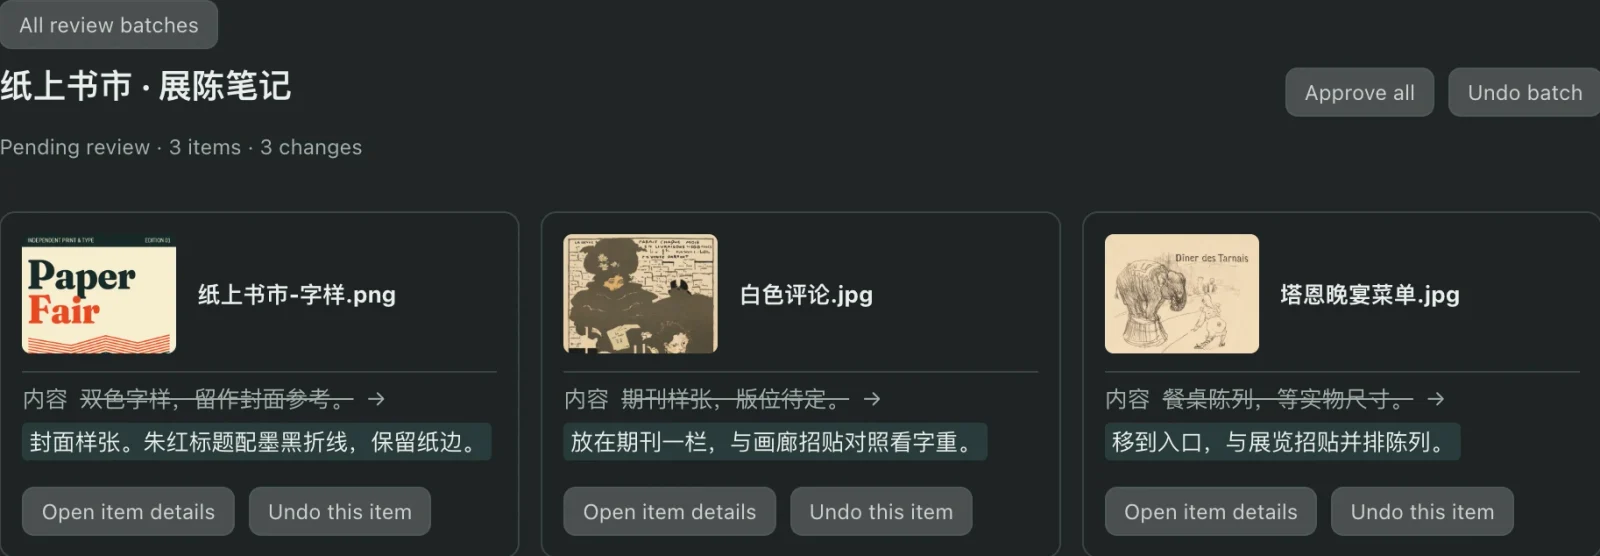 All review batches
纸上书市 · 展陈笔记
Approve all
Undo batch
Pending review · 3 items · 3 changes
INDEPENDENT PRINT & TYPE
EDITION 01
Paper
Fair
纸上书市-字样.png
内容 双色字样，留作封面参考。 →
封面样张。朱红标题配墨黑折线，保留纸边。
Open item details
Undo this item
白色评论.jpg
内容 期刊样张，版位待定。 →
放在期刊一栏，与画廊招贴对照看字重。
Open item details
Undo this item
Diner des Tarnais
塔恩晚宴菜单.jpg
内容 餐桌陈列，等实物尺寸。 →
移到入口，与展览招贴并排陈列。
Open item details
Undo this item